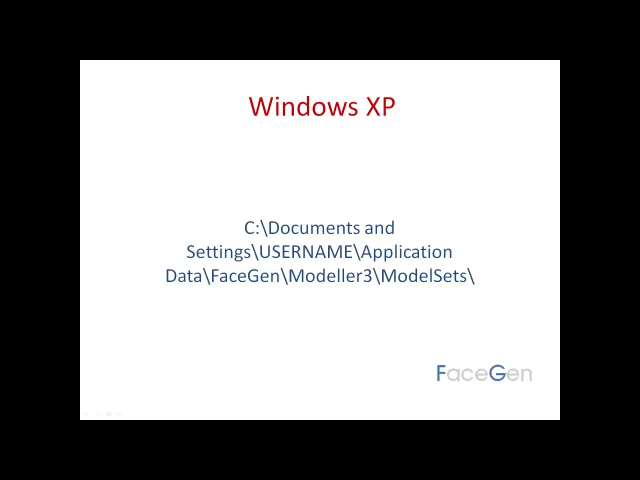 Windows XP
C:\Documents and
Settings\USERNAME\Application
Data\FaceGen\Modeller3\ModelSets\
FaceGen